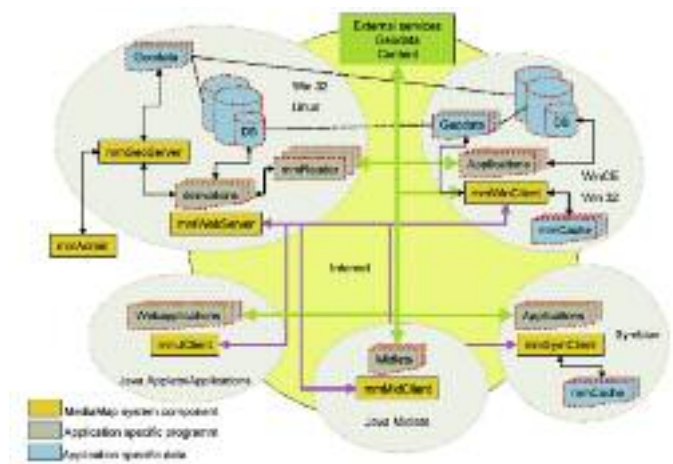 External services
Geodata
Content
Geodata
Win 32
Linux
DB
Geodata
DB
mmGeoServer
Applications
mmReader
WinCE
mmWinClient
Win 32
mmWebServer
mmCache
mmAdmin
Internet
Webapplications
Applications
mmJClient
mmSymClient
Symbian
Midlets
Java Applets/Applications
mmMidClient
mmCache
Java Midlets
MediaMap system component
Application specific programm
Application specific data